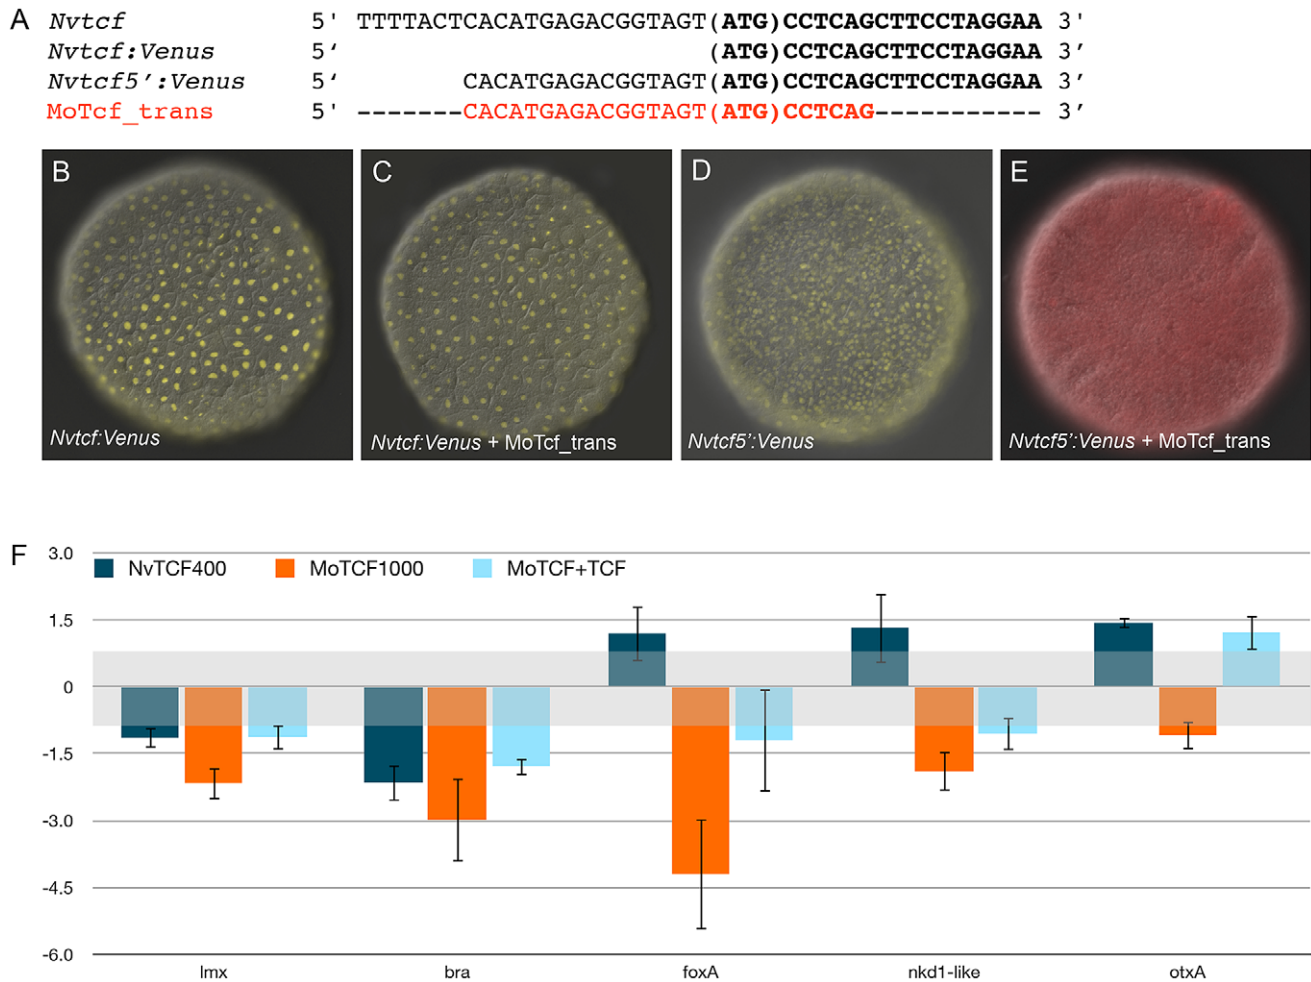 A Nvtcf 5' TTTTACTCACATGAGACGGTAGT(ATG)CCTCAGCTTCCTAGGAA 3'
Nvtcf:Venus 5‘ (ATG)CCTCAGCTTCCTAGGAA 3’
Nvtcf5’:Venus 5‘ CACATGAGACGGTAGT(ATG)CCTCAGCTTCCTAGGAA 3’
MoTcf_trans 5' -------CACATGAGACGGTAGT(ATG)CCTCAG----------- 3’
B C D E
Nvtcf:Venus Nvtcf:Venus + MoTcf_trans Nvtcf5’:Venus Nvtcf5’:Venus + MoTcf_trans
F 3.0
NvTCF400 MoTCF1000 MoTCF+TCF
1.5
0
-1.5
-3.0
-4.5
-6.0
lmx bra foxA nkd1-like otxA